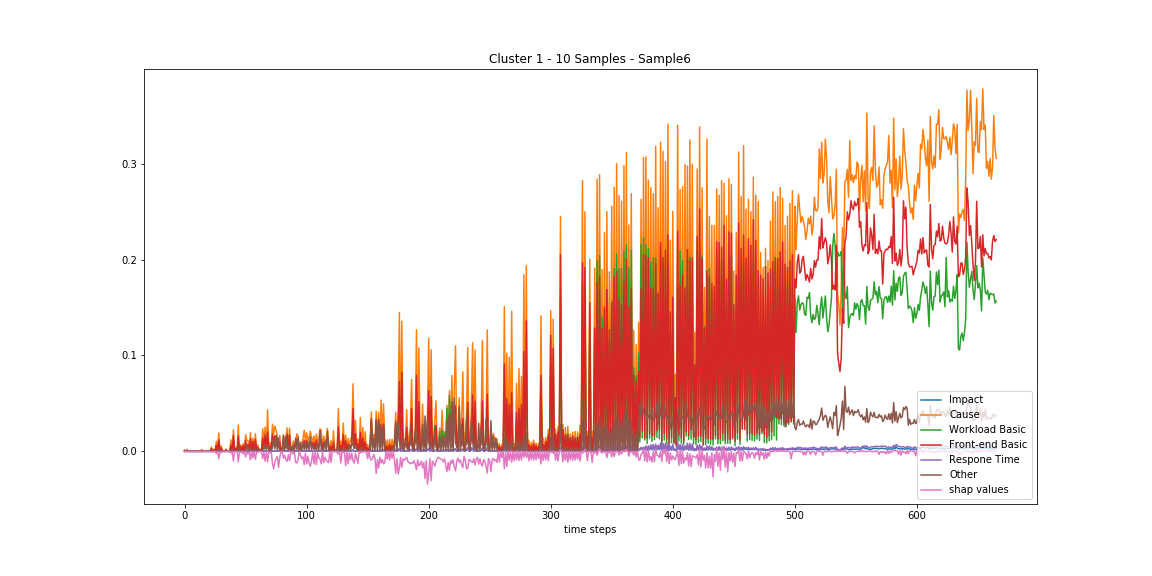 Cluster 1 - 10 Samples - Sample6
0.3
0.2
0.1
0.0
0 100 200 300 400 500 600
time steps
Impact
Cause
Workload Basic
Front-end Basic
Respone Time
Other
shap values